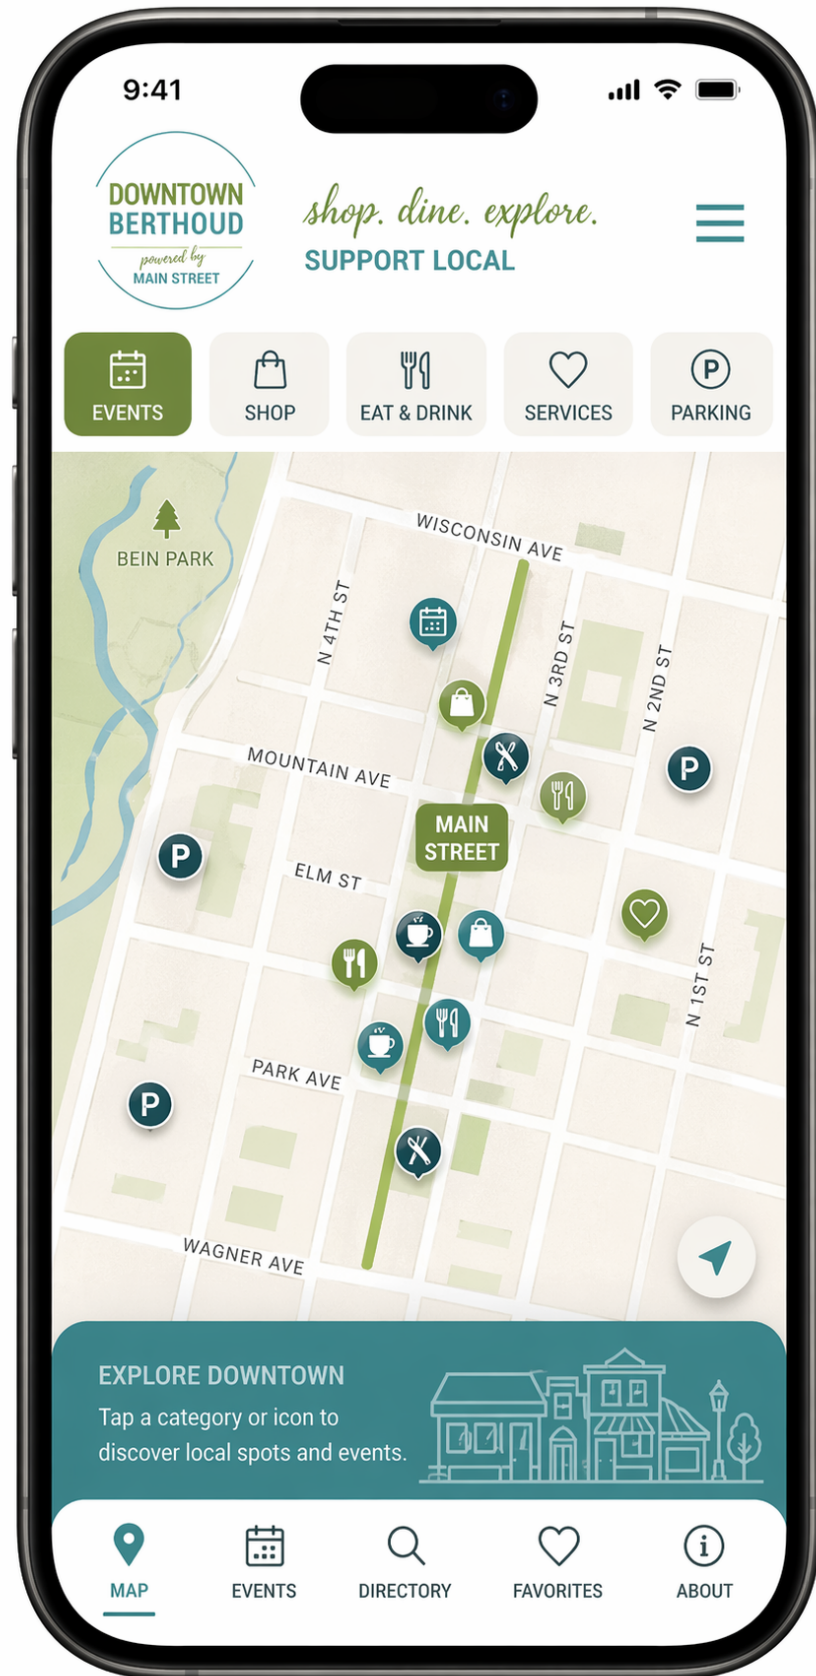 9:41
DOWNTOWN
BERTHOUD
powered by
MAIN STREET
shop. dine. explore.
SUPPORT LOCAL
EVENTS
SHOP
EAT & DRINK
SERVICES
P
PARKING
BEIN PARK
WISCONSIN AVE
N 4TH ST
N 3RD ST
N 2ND ST
MOUNTAIN AVE
P
MAIN
STREET
P
ELM ST
N 1ST ST
PARK AVE
P
WAGNER AVE
EXPLORE DOWNTOWN
Tap a category or icon to
discover local spots and events.
MAP
EVENTS
DIRECTORY
FAVORITES
ABOUT